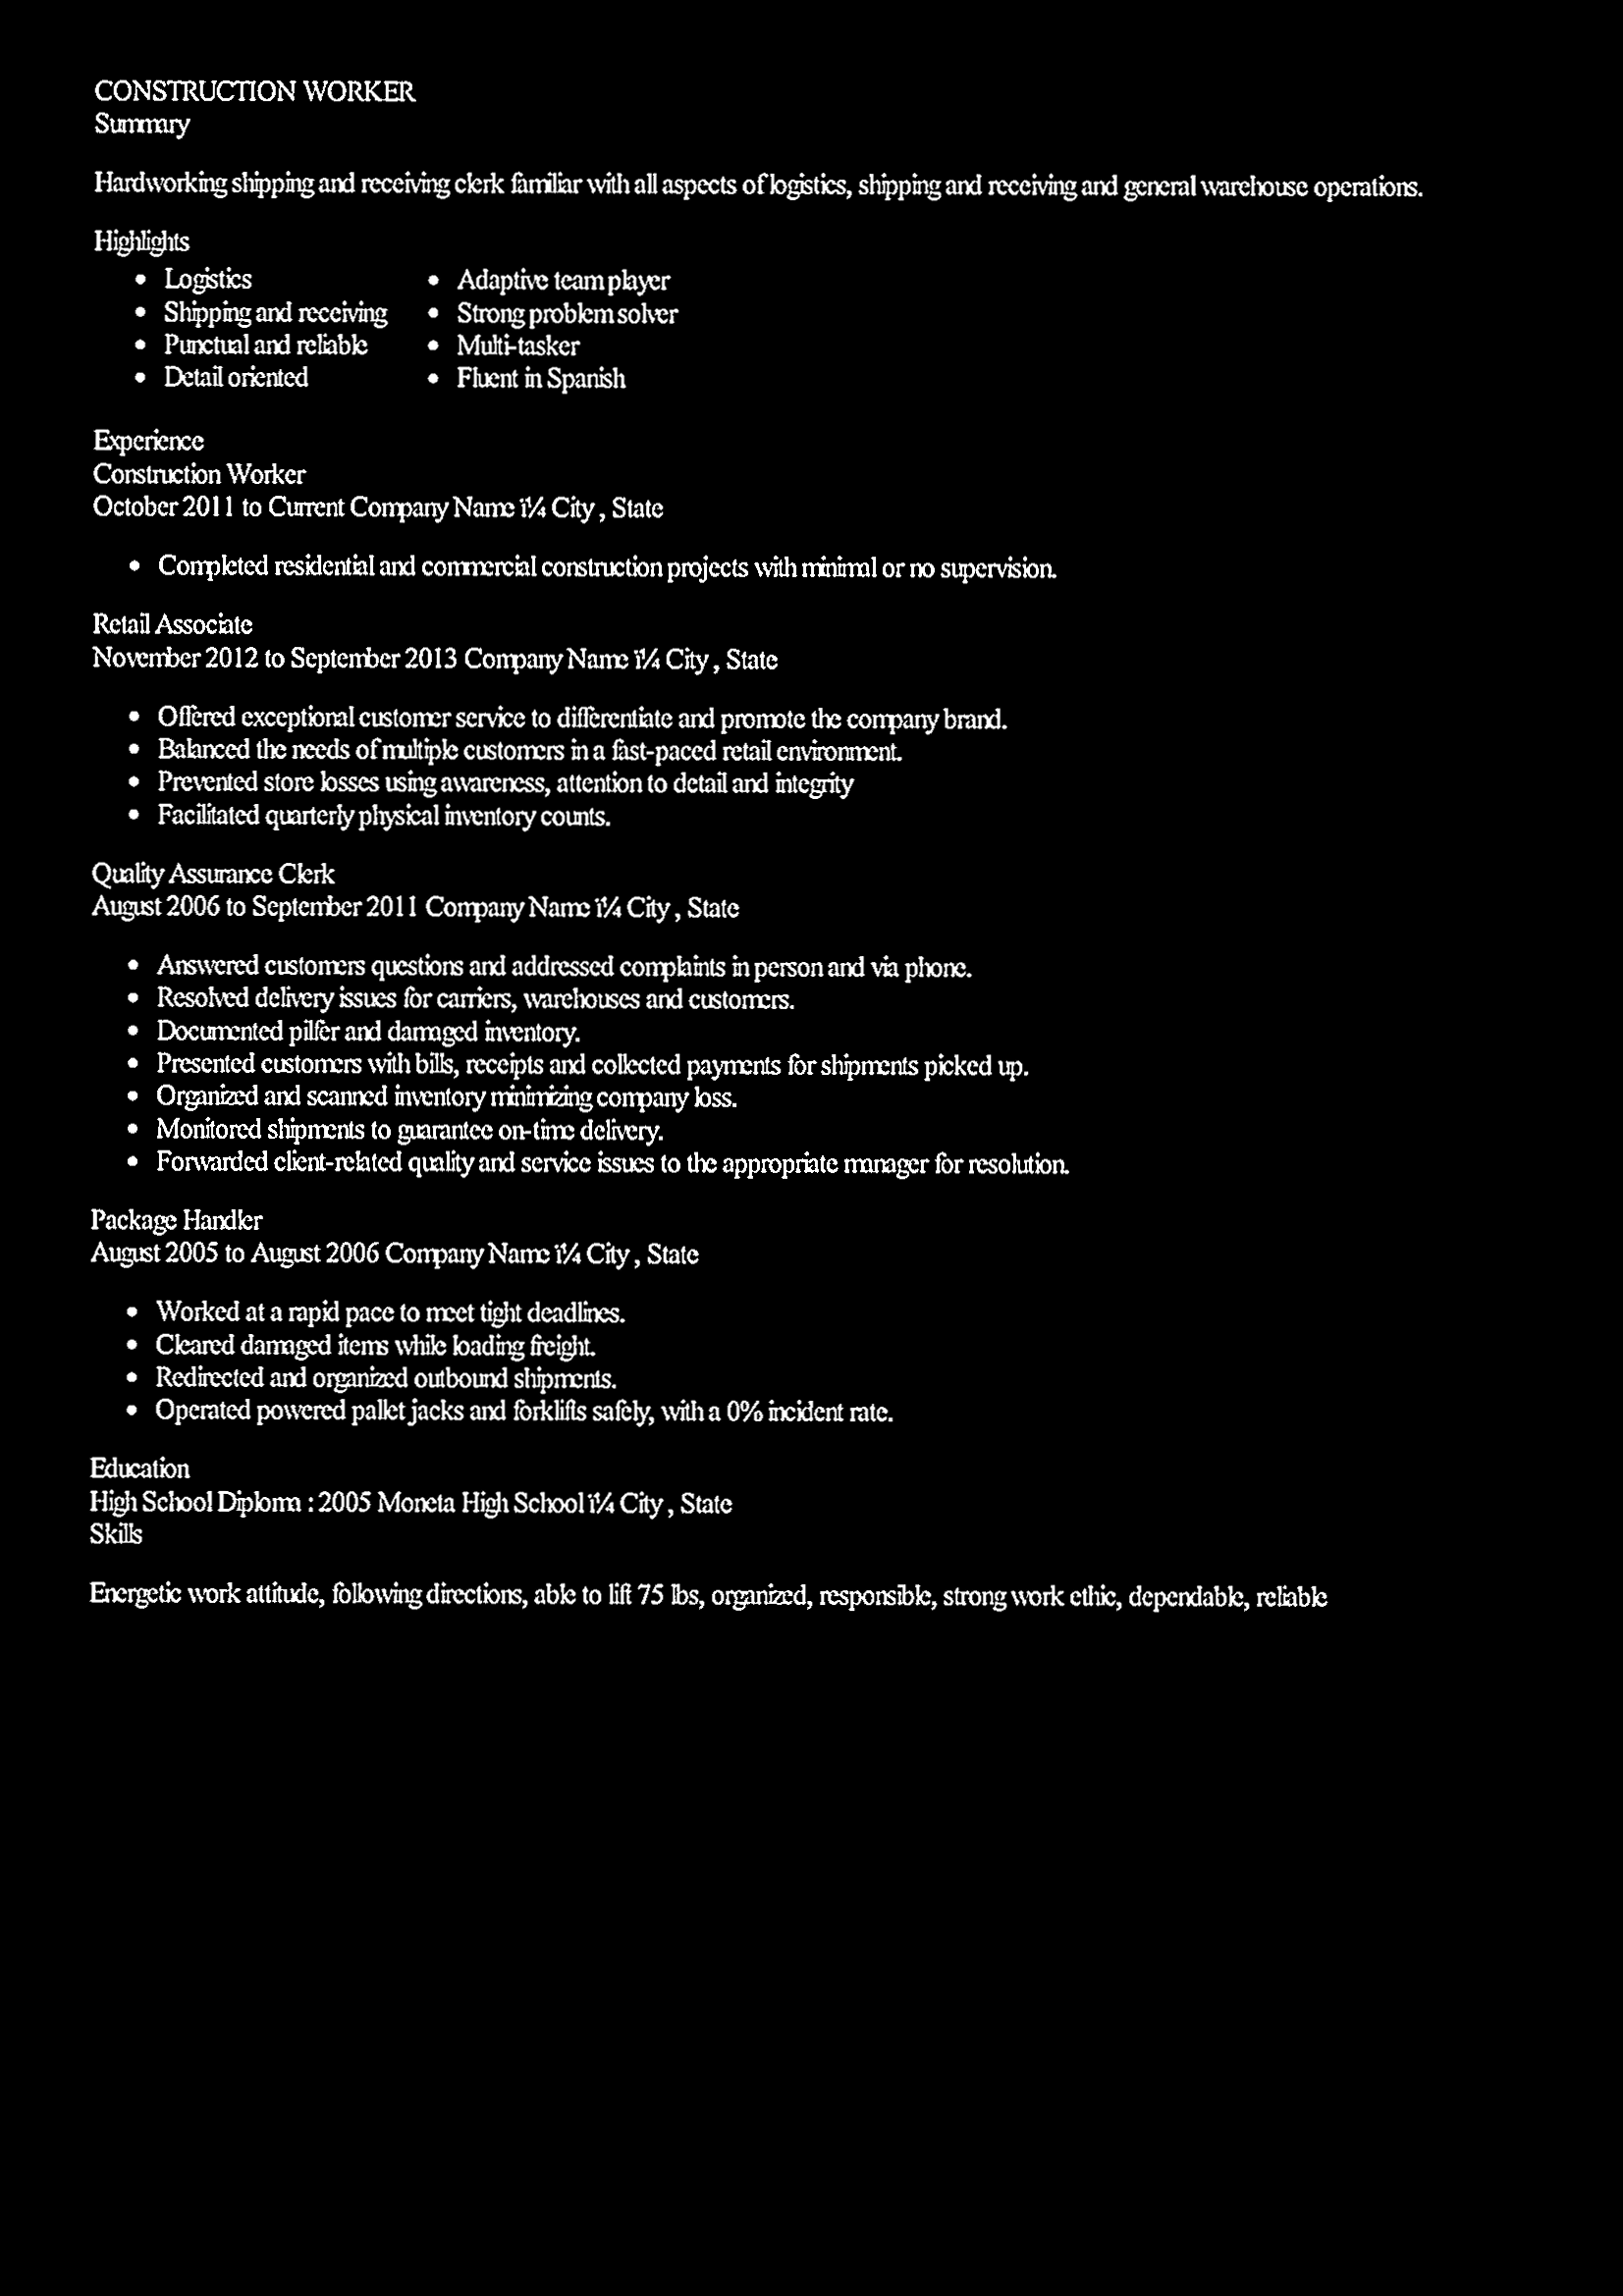 CONSTRUCTION WORKER
Summary
Hardworking shipping and receiving clerk familiar with all aspects of logistics, shipping and receiving and general warehouse operations.
Highlights
• Logistics
• Shipping and receiving
• Punctual and reliable
• Detail oriented
• Adaptive team player
• Strong problem solver
• Multi-tasker
• Fluent in Spanish
Experience
Construction Worker
October 2011 to Current Company Name ï¼ City , State
• Completed residential and commercial construction projects with minimal or no supervision.
Retail Associate
November 2012 to September 2013 Company Name ï¼ City , State
• Offered exceptional customer service to differentiate and promote the company brand.
• Balanced the needs of multiple customers in a fast-paced retail environment.
• Prevented store losses using awareness, attention to detail and integrity
• Facilitated quarterly physical inventory counts.
Quality Assurance Clerk
August 2006 to September 2011 Company Name ï¼ City , State
• Answered customers questions and addressed complaints in person and via phone.
• Resolved delivery issues for carriers, warehouses and customers.
• Documented pilfer and damaged inventory.
• Presented customers with bills, receipts and collected payments for shipments picked up.
• Organized and scanned inventory minimizing company loss.
• Monitored shipments to guarantee on-time delivery.
• Forwarded client-related quality and service issues to the appropriate manager for resolution.
Package Handler
August 2005 to August 2006 Company Name ï¼ City , State
• Worked at a rapid pace to meet tight deadlines.
• Cleared damaged items while loading freight.
• Redirected and organized outbound shipments.
• Operated powered pallet jacks and forklifts safely, with a 0% incident rate.
Education
High School Diploma : 2005 Moneta High School ï¼ City , State
Skills
Energetic work attitude, following directions, able to lift 75 lbs, organized, responsible, strong work ethic, dependable, reliable